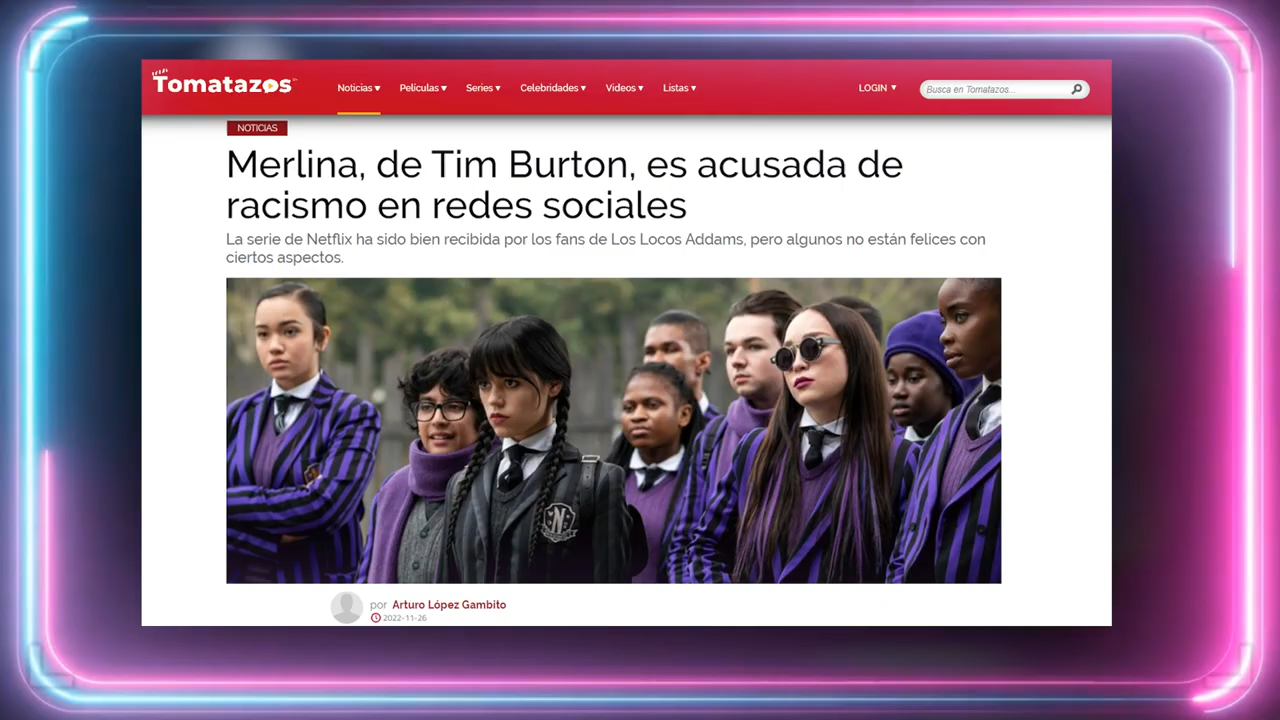 Tomatazos
Noticias ▾ Películas ▾ Series ▾ Celebridades ▾ Videos ▾ Listas ▾ LOGIN ▾ Busca en Tomatazos...
NOTICIAS
Merlina, de Tim Burton, es acusada de
racismo en redes sociales
La serie de Netflix ha sido bien recibida por los fans de Los Locos Addams, pero algunos no están felices con
ciertos aspectos.
N
por Arturo López Gambito
2022-11-26